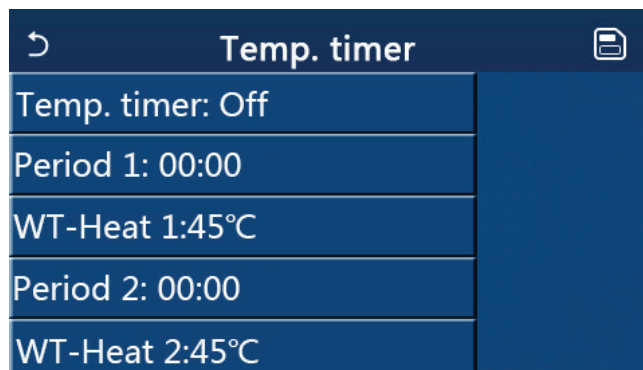 Temp. timer
Temp. timer: Off
Period 1: 00:00
WT-Heat 1:45℃
Period 2: 00:00
WT-Heat 2:45℃